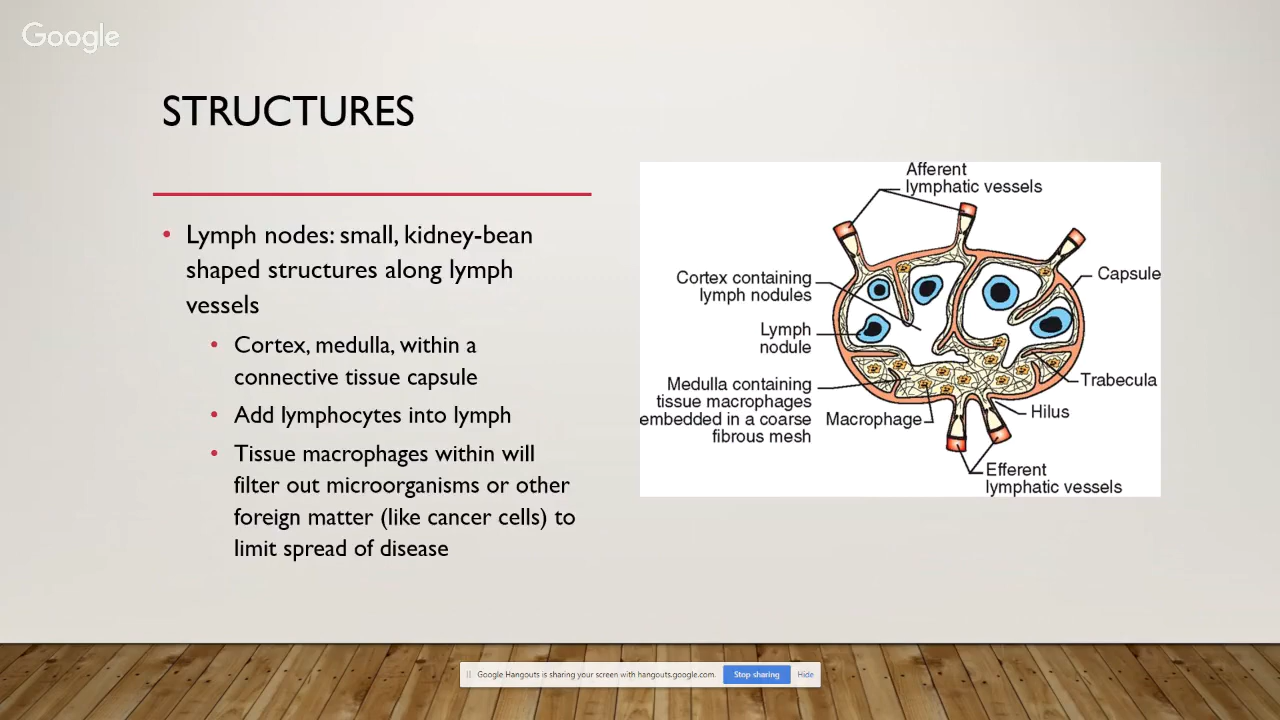 Google
STRUCTURES
• Lymph nodes: small, kidney-bean
shaped structures along lymph
vessels
• Cortex, medulla, within a
connective tissue capsule
• Add lymphocytes into lymph
• Tissue macrophages within will
filter out microorganisms or other
foreign matter (like cancer cells) to
limit spread of disease
Afferent
lymphatic vessels
Cortex containing
lymph nodules
Capsule
Lymph
nodule
Medulla containing
tissue macrophages
embedded in a coarse
fibrous mesh
Trabecula
Macrophage
Hilus
Efferent
lymphatic vessels
Google Hangouts is sharing your screen with hangouts.google.com.
Stop sharing
Hide